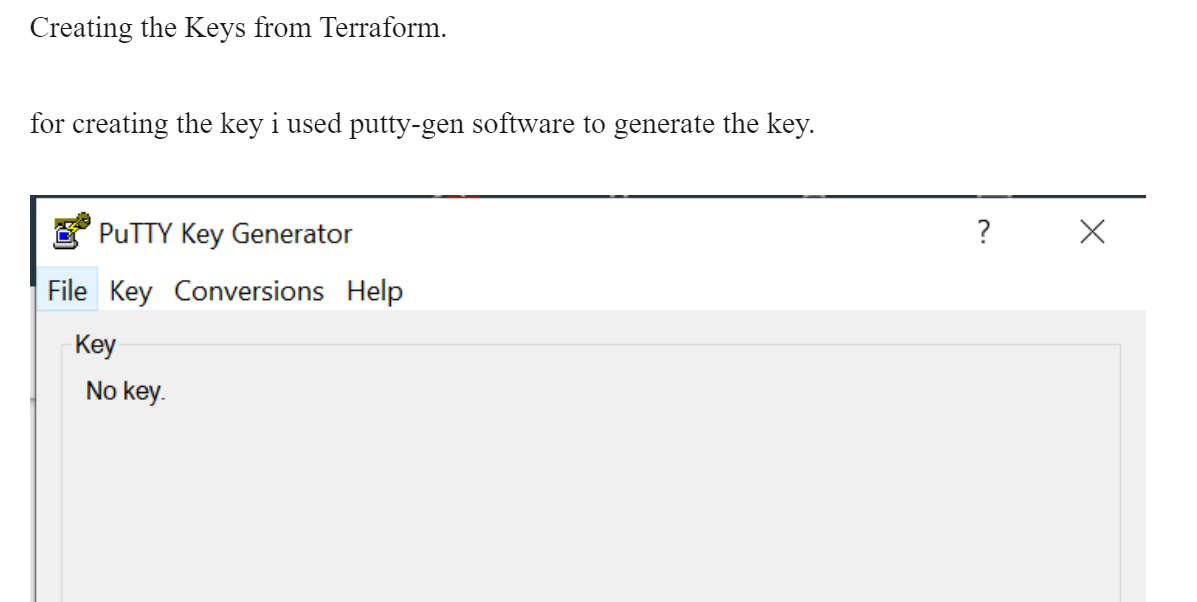 Creating the Keys from Terraform.
for creating the key i used putty-gen software to generate the key.
PuTTY Key Generator ?
File Key Conversions Help
Key
No key.